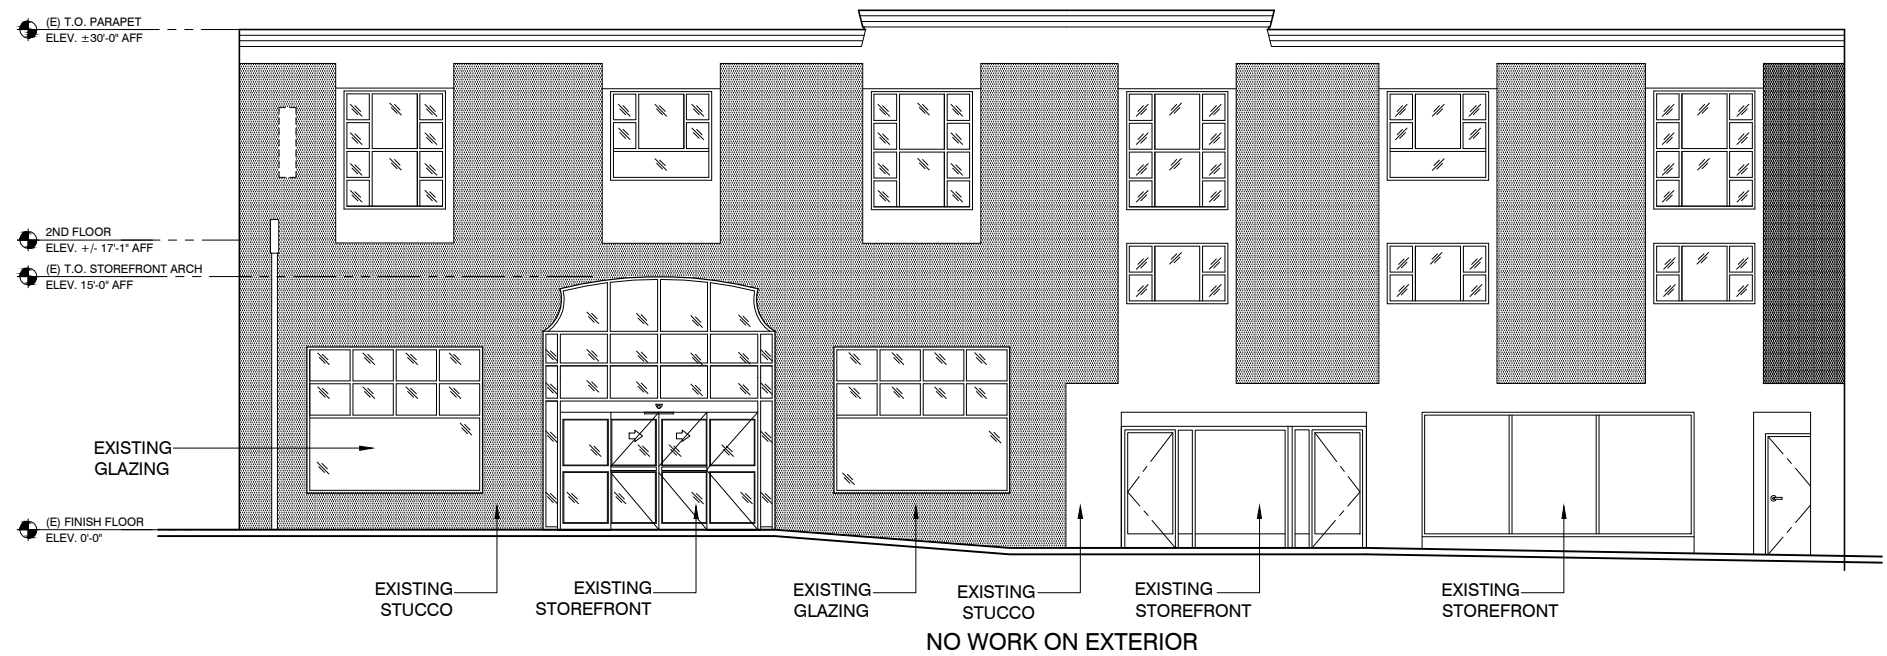 (E) T.O. PARAPET
ELEV. ±30'-0" AFF
2ND FLOOR
ELEV. +/- 17'-1" AFF
(E) T.O. STOREFRONT ARCH
ELEV. 15'-0" AFF
EXISTING
GLAZING
(E) FINISH FLOOR
ELEV. 0'-0"
EXISTING
STUCCO
EXISTING
STOREFRONT
EXISTING
GLAZING
EXISTING
STUCCO
EXISTING
STOREFRONT
EXISTING
STOREFRONT
NO WORK ON EXTERIOR